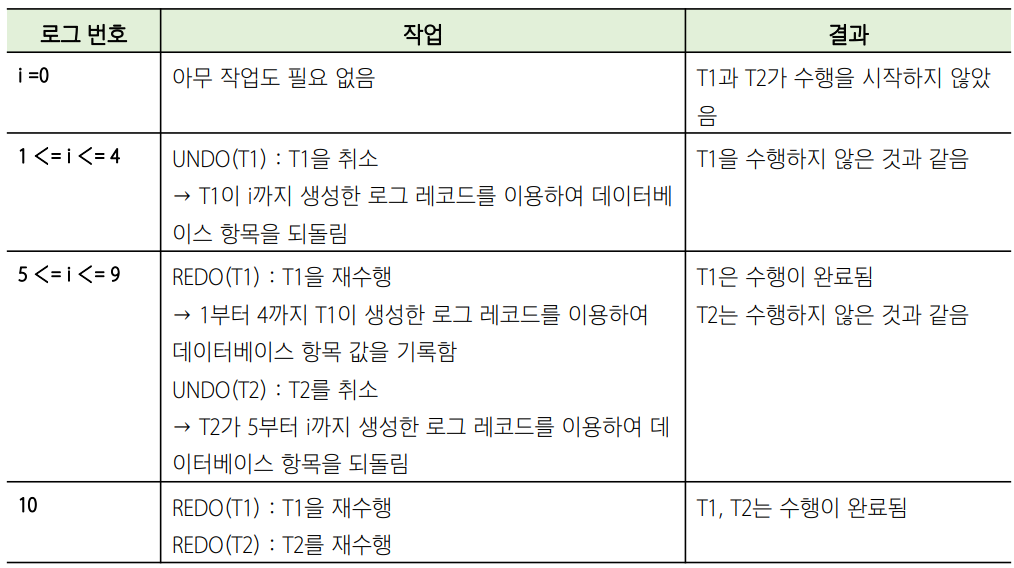 로그 번호 작업 결과
i =0 아무 작업도 필요 없음 T1과 T2가 수행을 시작하지 않았
음
1 <= i <= 4 UNDO(T1) : T1을 취소 T1을 수행하지 않은 것과 같음
→ T1이 i까지 생성한 로그 레코드를 이용하여 데이터베
이스 항목을 되돌림
5 <= i <= 9 REDO(T1) : T1을 재수행 T1은 수행이 완료됨
→ 1부터 4까지 T1이 생성한 로그 레코드를 이용하여 T2는 수행하지 않은 것과 같음
데이터베이스 항목 값을 기록함
UNDO(T2) : T2를 취소
→ T2가 5부터 i까지 생성한 로그 레코드를 이용하여 데
이터베이스 항목을 되돌림
10 REDO(T1) : T1을 재수행 T1, T2는 수행이 완료됨
REDO(T2) : T2를 재수행